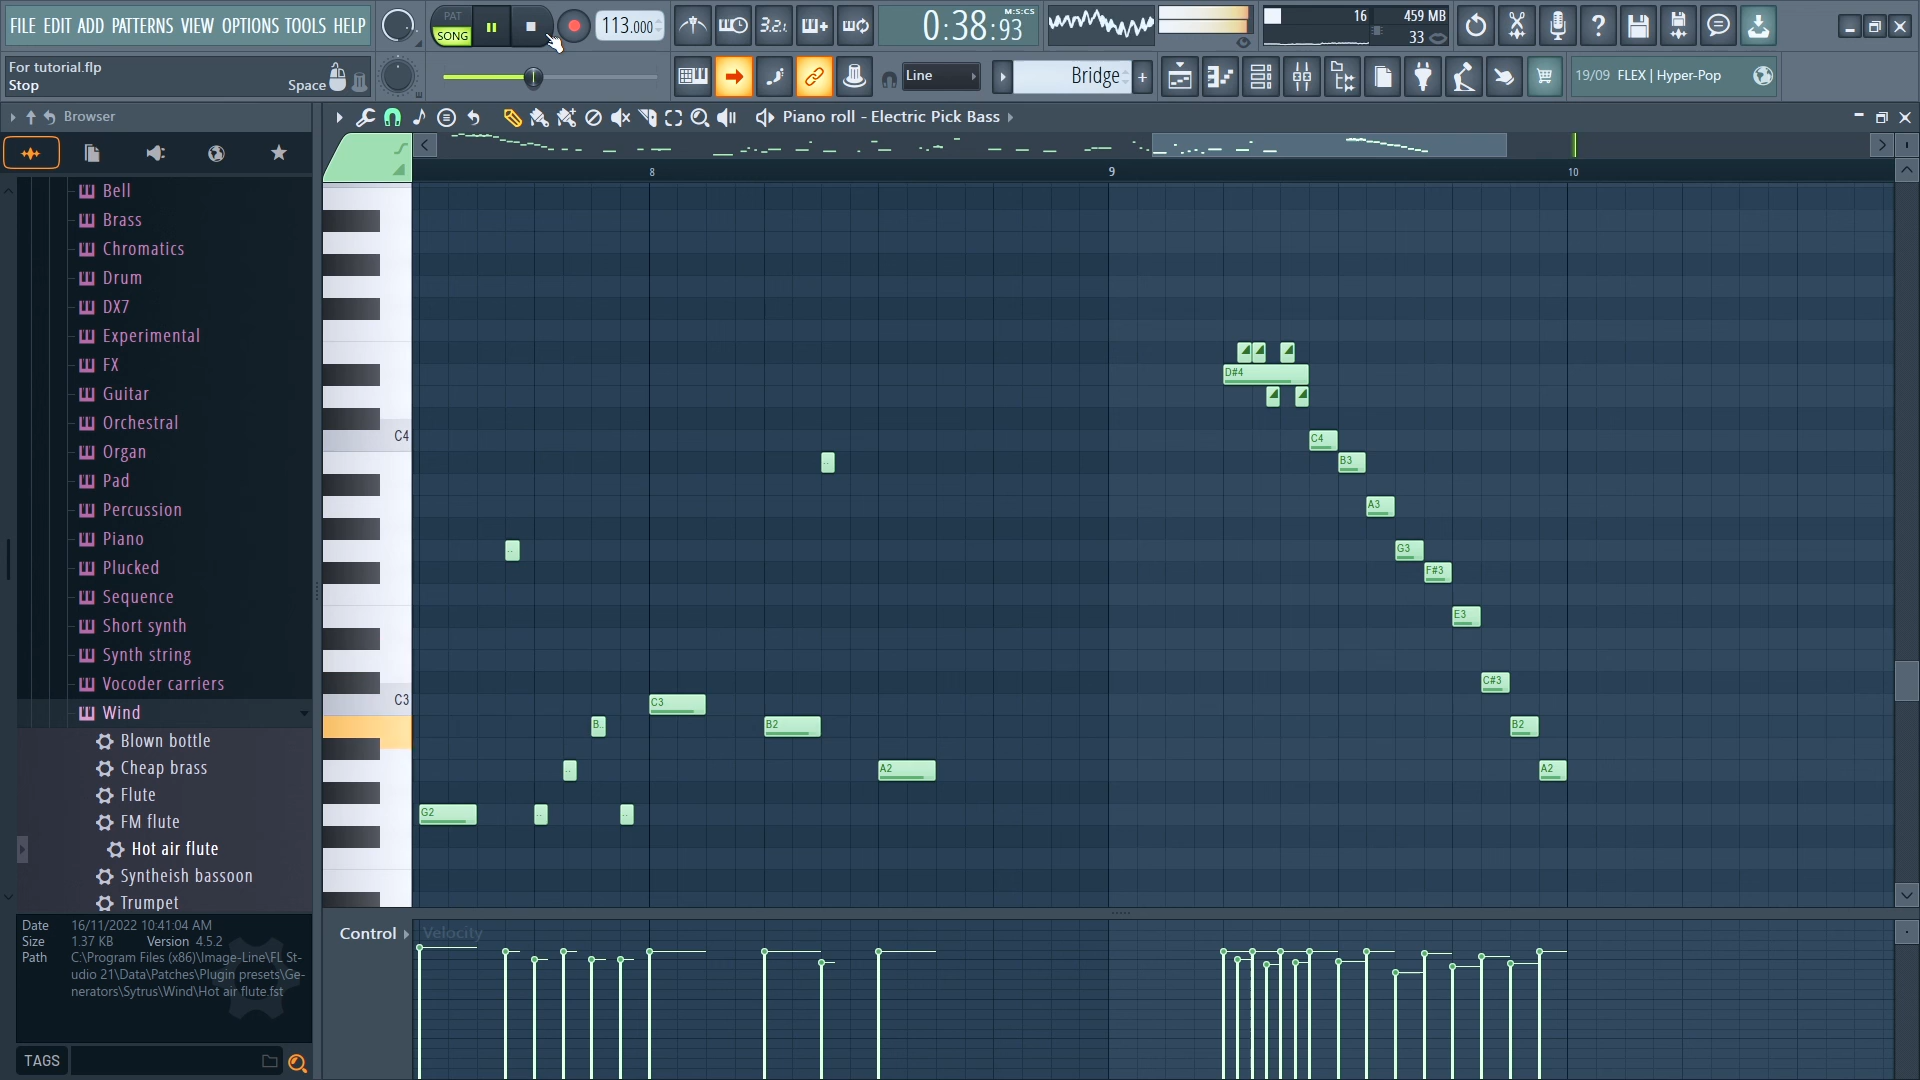 FILE EDIT ADD PATTERNS VIEW OPTIONS TOOLS HELP
PAT
SONG
113.000
3.2.1
0:38:93
M:S:CS
16
459 MB
33
For tutorial.flp
Stop
Space
Line
Bridge
19/09 FLEX | Hyper-Pop
Browser
Piano roll - Electric Pick Bass
8
9
10
Bell
Brass
Chromatics
Drum
DX7
Experimental
FX
Guitar
Orchestral
Organ
Pad
Percussion
Piano
Plucked
Sequence
Short synth
Synth string
Vocoder carriers
Wind
Blown bottle
Cheap brass
Flute
FM flute
Hot air flute
Syntheish bassoon
Trumpet
Date 16/11/2022 10:41:04 AM
Size 1.37 KB Version 4.5.2
Path C:\Program Files (x86)\Image-Line\FL St-
udio 21\Data\Patches\Plugin presets\Ge-
nerators\Sytrus\Wind\Hot air flute.fst
TAGS
C4
C3
D#4
C4
B3
A3
G3
F#3
E3
C#3
B2
A2
C3
B..
B2
A2
G2
Control
Velocity